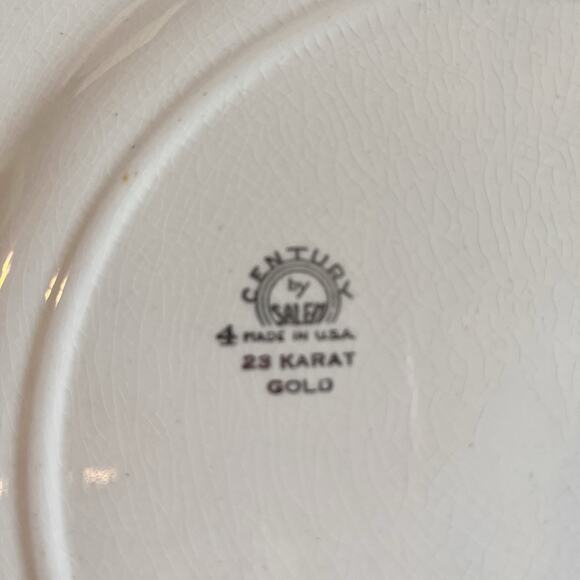 CENTURY
by
SALEM
4 MADE IN U.S.A.
23 KARAT
GOLD